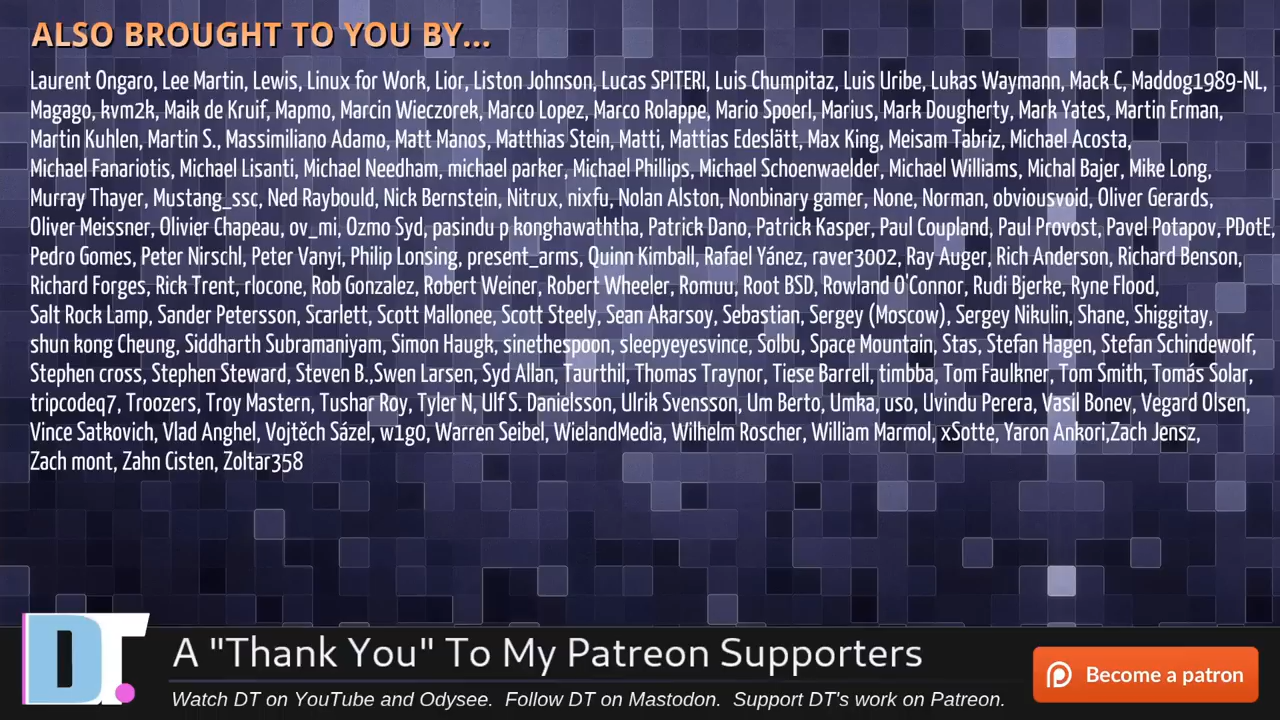 ALSO BROUGHT TO YOU BY...
Laurent Ongaro, Lee Martin, Lewis, Linux for Work, Lior, Liston Johnson, Lucas SPITERI, Luis Chumpitaz, Luis Uribe, Lukas Waymann, Mack C, Maddog1989-NL,
Magago, kvm2k, Maik de Kruif, Mapmo, Marcin Wieczorek, Marco Lopez, Marco Rolappe, Mario Spoerl, Marius, Mark Dougherty, Mark Yates, Martin Erman,
Martin Kuhlen, Martin S., Massimiliano Adamo, Matt Manos, Matthias Stein, Matti, Mattias Edeslätt, Max King, Meisam Tabriz, Michael Acosta,
Michael Fanariotis, Michael Lisanti, Michael Needham, michael parker, Michael Phillips, Michael Schoenwaelder, Michael Williams, Michal Bajer, Mike Long,
Murray Thayer, Mustang_ssc, Ned Raybould, Nick Bernstein, Nitrux, nixfu, Nolan Alston, Nonbinary gamer, None, Norman, obviousvoid, Oliver Gerards,
Oliver Meissner, Olivier Chapeau, ov_mi, Ozmo Syd, pasindu p konghawaththa, Patrick Dano, Patrick Kasper, Paul Coupland, Paul Provost, Pavel Potapov, PDotE,
Pedro Gomes, Peter Nirschl, Peter Vanyi, Philip Lonsing, present_arms, Quinn Kimball, Rafael Yánez, raver3002, Ray Auger, Rich Anderson, Richard Benson,
Richard Forges, Rick Trent, rlocone, Rob Gonzalez, Robert Weiner, Robert Wheeler, Romuu, Root BSD, Rowland O'Connor, Rudi Bjerke, Ryne Flood,
Salt Rock Lamp, Sander Petersson, Scarlett, Scott Mallonee, Scott Steely, Sean Akarsoy, Sebastian, Sergey (Moscow), Sergey Nikulin, Shane, Shiggitay,
shun kong Cheung, Siddharth Subramaniyam, Simon Haugk, sinethespoon, sleepyeyesvince, Solbu, Space Mountain, Stas, Stefan Hagen, Stefan Schindewolf,
Stephen cross, Stephen Steward, Steven B.,Swen Larsen, Syd Allan, Taurthil, Thomas Traynor, Tiese Barrell, timbba, Tom Faulkner, Tom Smith, Tomás Solar,
tripcodeq7, Troozers, Troy Mastern, Tushar Roy, Tyler N, Ulf S. Danielsson, Ulrik Svensson, Um Berto, Umka, uso, Uvindu Perera, Vasil Bonev, Vegard Olsen,
Vince Satkovich, Vlad Anghel, Vojtěch Sázel, w1g0, Warren Seibel, WielandMedia, Wilhelm Roscher, William Marmol, xSotte, Yaron Ankori,Zach Jensz,
Zach mont, Zahn Cisten, Zoltar358
DT.
A "Thank You" To My Patreon Supporters
Watch DT on YouTube and Odysee. Follow DT on Mastodon. Support DT's work on Patreon.
Become a patron